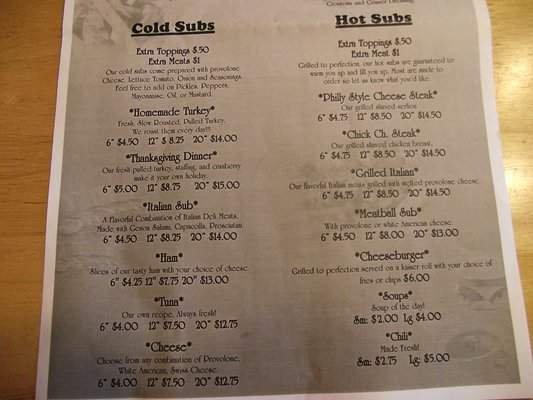 Croutons and Creamy Dressing
Cold Subs
Extra Toppings $.50
Extra Meats $1
Our cold subs come prepared with provolone
Cheese, Lettuce Tomato, Onion and Seasonings.
Feel free to add on Pickles, Peppers,
Mayonnaise, Oil, or Mustard.
*Homemade Turkey*
Fresh, Slow Roasted, Pulled Turkey.
We roast them every day!!!
6" $4.50 12" $ 8.25 20" $14.00
*Thanksgiving Dinner*
Our fresh pulled turkey, stuffing, and cranberry
make it your own holiday.
6" $5.00 12" $8.75 20" $15.00
*Italian Sub*
A Flavorful Combination of Italian Deli Meats.
Made with Genoa Salami, Capacolla, Prosciutini
6" $4.50 12" $8.25 20" $14.00
*Ham*
Slices of our tasty ham with your choice of cheese.
6" $4.25 12" $7.75 20" $13.00
*Tuna*
Our own recipe, Always fresh!
6" $4.00 12" $7.50 20" $12.75
*Cheese*
Choose from any combination of Provolone,
White American, Swiss Cheese.
6" $4.00 12" $7.50 20" $12.75
Hot Subs
Extra Toppings $.50
Extra Meats $1
Grilled to perfection, our hot subs are guaranteed to
warm you up and fill you up. Most are made to
order so let us know what you'd like.
*Philly Style Cheese Steak*
Our grilled shaved sirloin.
6" $4.75 12" $8.50 20" $14.50
*Chick Ch. Steak*
Our grilled shaved chicken breast.
6" $4.75 12" $8.50 20" $14.50
*Grilled Italian*
Our flavorful Italian meats grilled with melted provolone cheese.
6" $4.75 12" $8.50 20" $14.50
*Meatball Sub*
With provolone or white American cheese.
6" $4.50 12" $8.00 20" $13.00
*Cheeseburger*
Grilled to perfection served on a kaiser roll with your choice of
fries or chips $6.00
*Soups*
Soup of the day!
Sm: $2.00 Lg $4.00
*Chili*
Made Fresh!
Sm: $2.75 Lg: $5.00